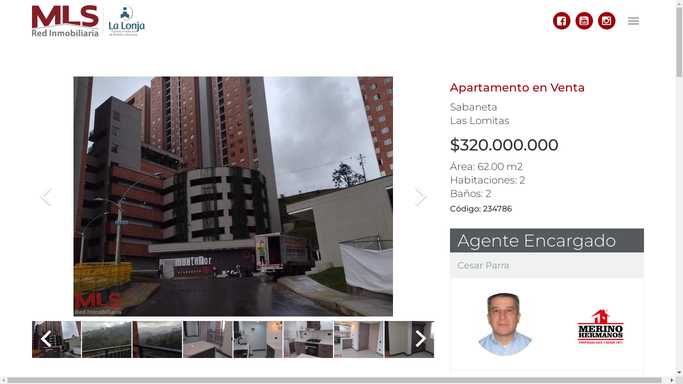 MLS
Red Inmobiliaria
La Lonja
Apartamento en Venta
Sabaneta
Las Lomitas
$320.000.000
Área: 62.00 m2
Habitaciones: 2
Baños: 2
Código: 234786
Agente Encargado
Cesar Parra
MERINO
HERMANOS
MLS
Red Inmobiliaria